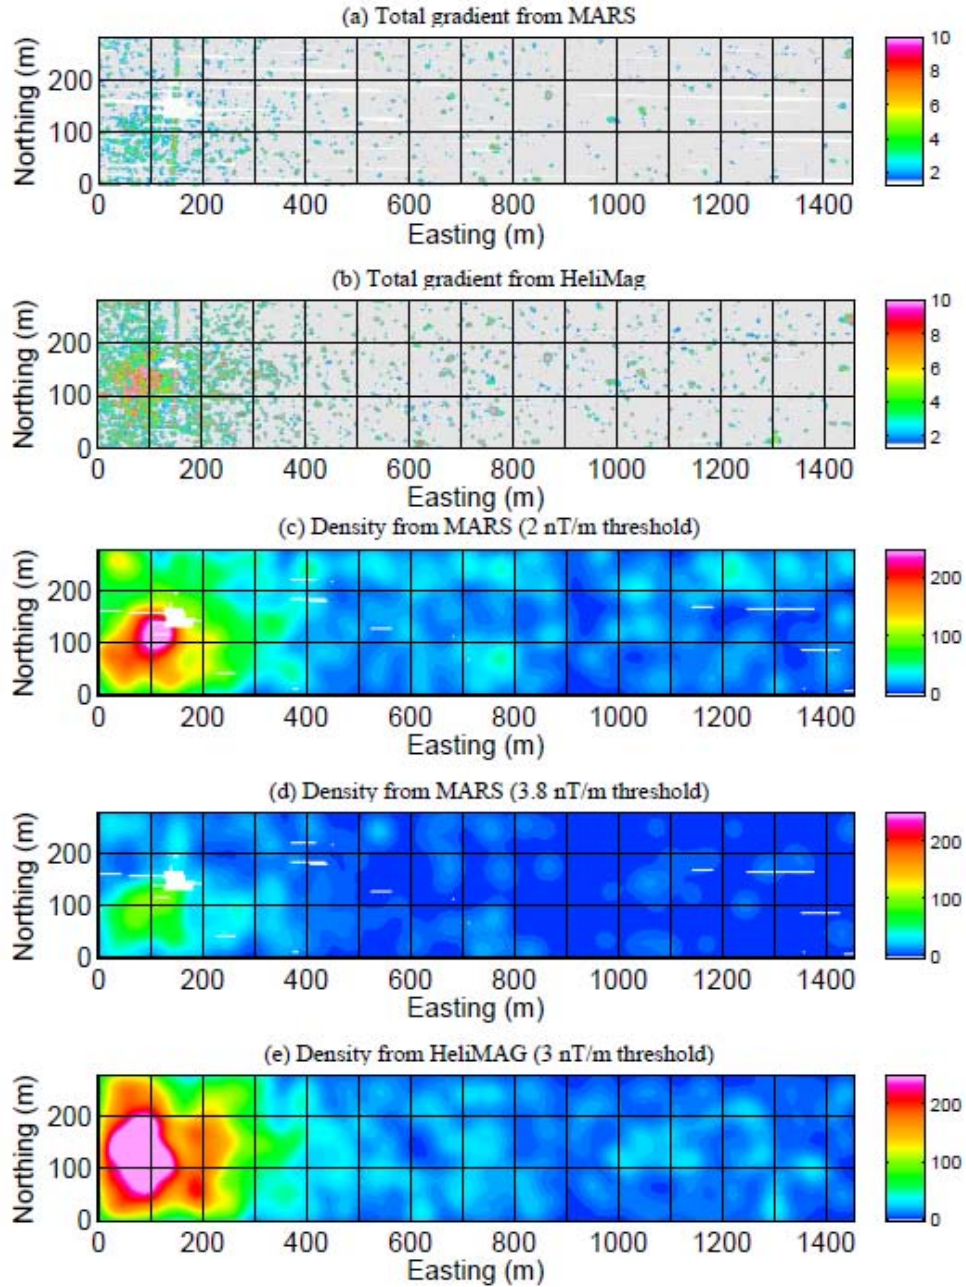 (a) Total gradient from MARS
Northing (m)
200
100
0
0 200 400 600 800 1000 1200 1400
Easting (m)
10
8
6
4
2
(b) Total gradient from HeliMag
Northing (m)
200
100
0
0 200 400 600 800 1000 1200 1400
Easting (m)
10
8
6
4
2
(c) Density from MARS (2 nT/m threshold)
Northing (m)
200
100
0
0 200 400 600 800 1000 1200 1400
Easting (m)
200
100
0
(d) Density from MARS (3.8 nT/m threshold)
Northing (m)
200
100
0
0 200 400 600 800 1000 1200 1400
Easting (m)
200
100
0
(e) Density from HeliMAG (3 nT/m threshold)
Northing (m)
200
100
0
0 200 400 600 800 1000 1200 1400
Easting (m)
200
100
0